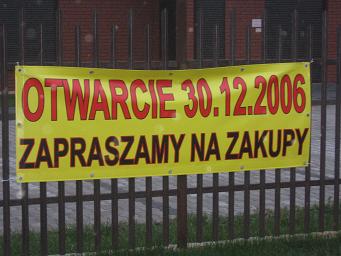 OTWARCIE 30.12.2006
ZAPRASZAMY NA ZAKUPY